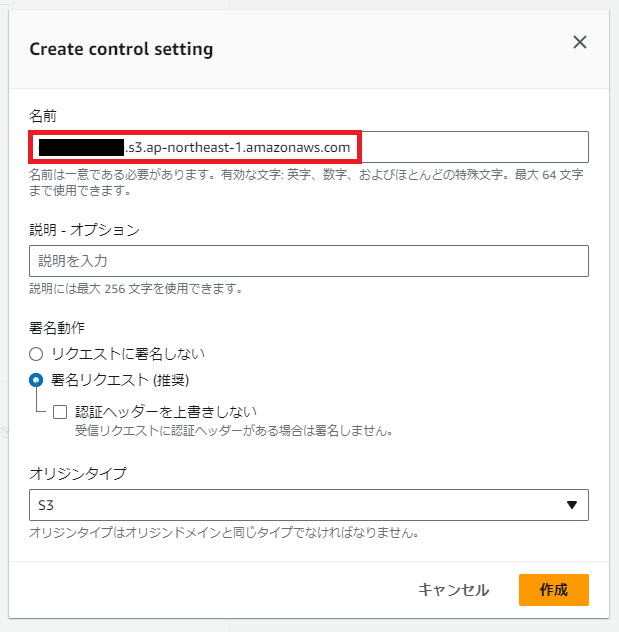 Create control setting
名前
.s3.ap-northeast-1.amazonaws.com
名前は一意である必要があります。有効な文字: 英字、数字、およびほとんどの特殊文字。最大 64 文字
まで使用できます。
説明 - オプション
説明を入力
説明には最大 256 文字を使用できます。
署名動作
リクエストに署名しない
署名リクエスト (推奨)
認証ヘッダーを上書きしない
受信リクエストに認証ヘッダーがある場合は署名しません。
オリジンタイプ
S3
オリジンタイプはオリジンドメインと同じタイプでなければなりません。
キャンセル
作成